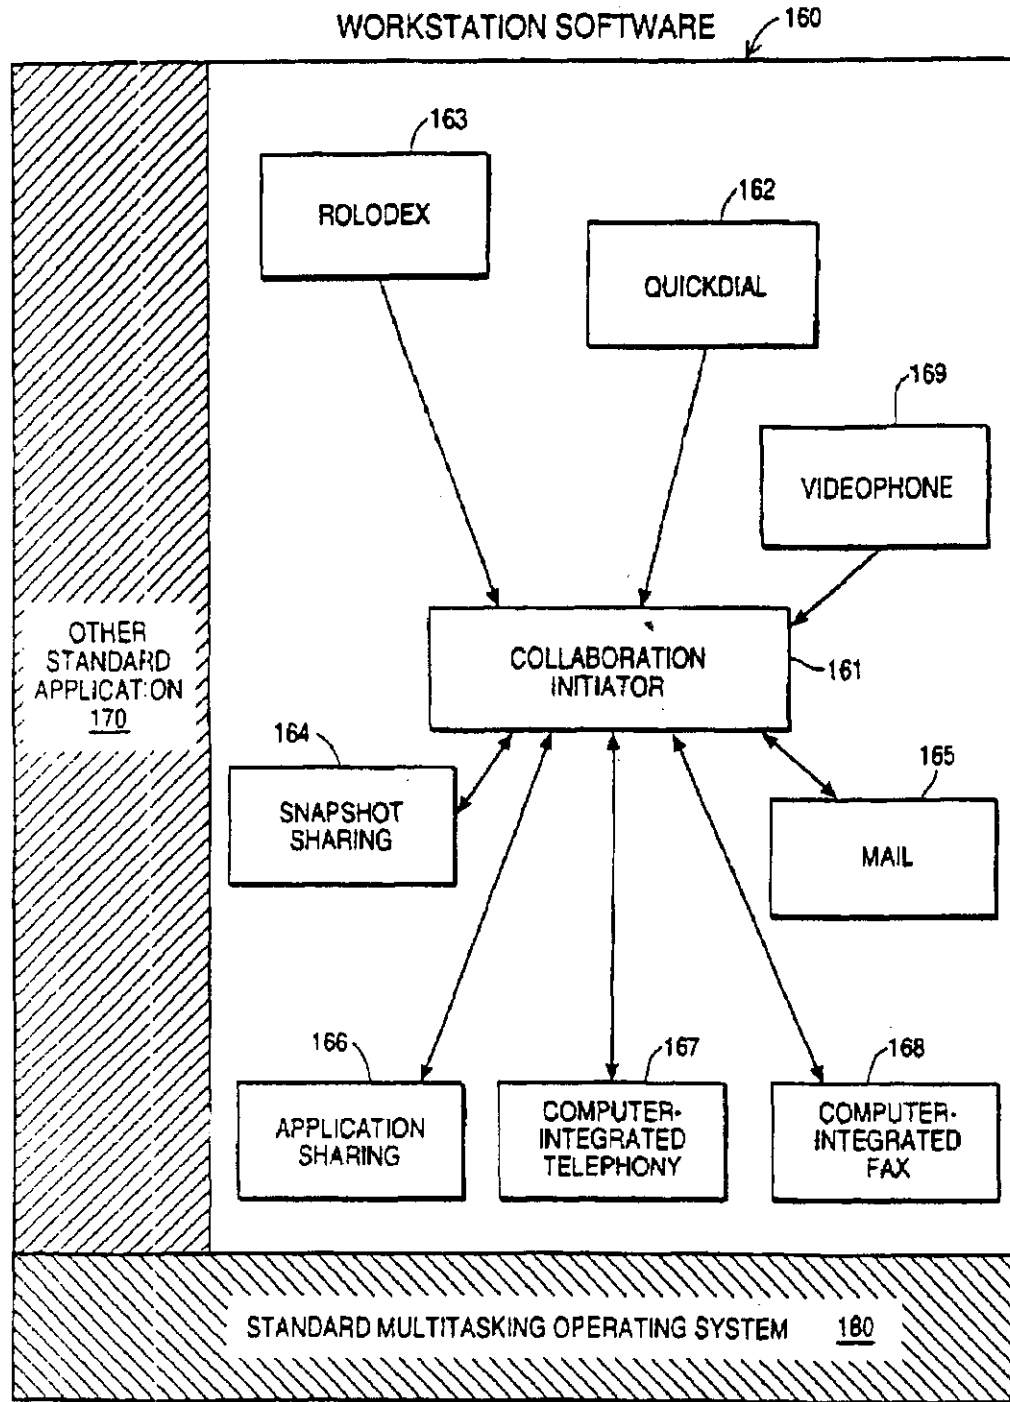 WORKSTATION SOFTWARE
160
163
ROLODEX
162
QUICKDIAL
169
VIDEOPHONE
OTHER
STANDARD
APPLICATION
170
COLLABORATION
INITIATOR
161
164
SNAPSHOT
SHARING
165
MAIL
166
APPLICATION
SHARING
167
COMPUTER-
INTEGRATED
TELEPHONY
168
COMPUTER-
INTEGRATED
FAX
STANDARD MULTITASKING OPERATING SYSTEM 180